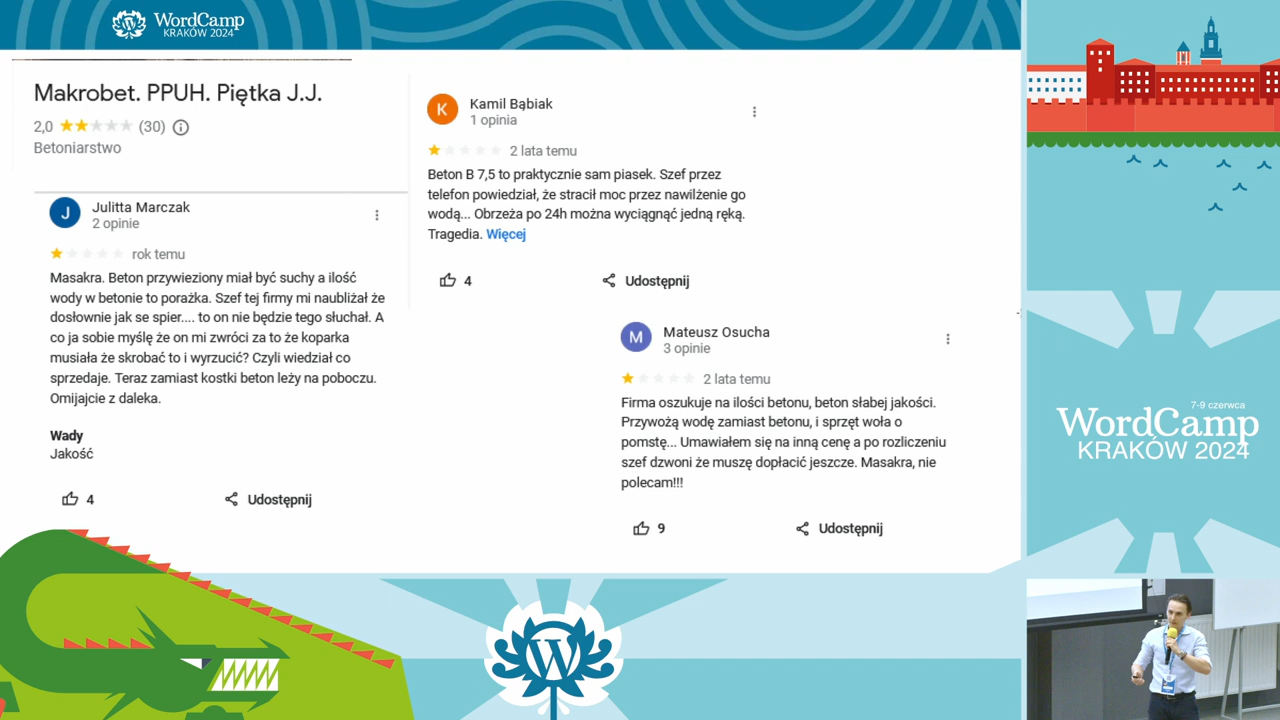 WordCamp
KRAKÓW 2024
Makrobet. PPUH. Piętka J.J.
2,0 (30)
Betoniarstwo
J
Julitta Marczak
2 opinie
rok temu
Masakra. Beton przywieziony miał być suchy a ilość
wody w betonie to porażka. Szef tej firmy mi naubliżał że
dosłownie jak se spier.... to on nie będzie tego słuchał. A
co ja sobie myślę że on mi zwróci za to że koparka
musiała że skrobać to i wyrzucić? Czyli wiedział co
sprzedaje. Teraz zamiast kostki beton leży na poboczu.
Omijajcie z daleka.
Wady
Jakość
4 Udostępnij
K
Kamil Bąbiak
1 opinia
2 lata temu
Beton B 7,5 to praktycznie sam piasek. Szef przez
telefon powiedział, że stracił moc przez nawilżenie go
wodą... Obrzeża po 24h można wyciągnąć jedną ręką.
Tragedia. Więcej
4 Udostępnij
M
Mateusz Osucha
3 opinie
2 lata temu
Firma oszukuje na ilości betonu, beton słabej jakości.
Przywożą wodę zamiast betonu, i sprzęt woła o
pomstę... Umawiałem się na inną cenę a po rozliczeniu
szef dzwoni że muszę dopłacić jeszcze. Masakra, nie
polecam!!!
9 Udostępnij
7-9 czerwca
WordCamp
KRAKÓW 2024